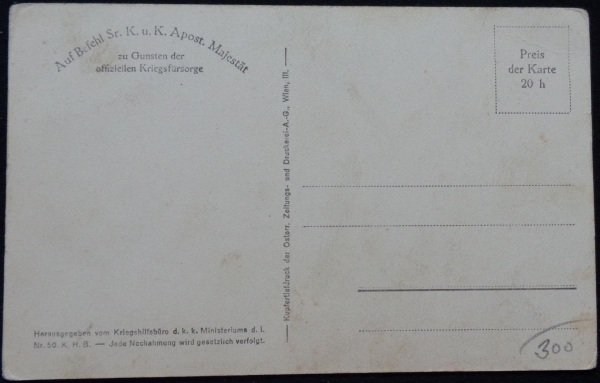 Auf Befehl Sr. K. u. K. Apost. Majestät
zu Gunsten der
offiziellen Kriegsfürsorge
Preis
der Karte
20 h
— Kupfertiefdruck der Österr. Zeitungs- und Druckerei-A.-G., Wien, III. —
Herausgegeben vom Kriegshilfsbüro d. k. k. Ministeriums d. I.
Nr. 50. K. H. B. — Jede Nachahmung wird gesetzlich verfolgt.
300